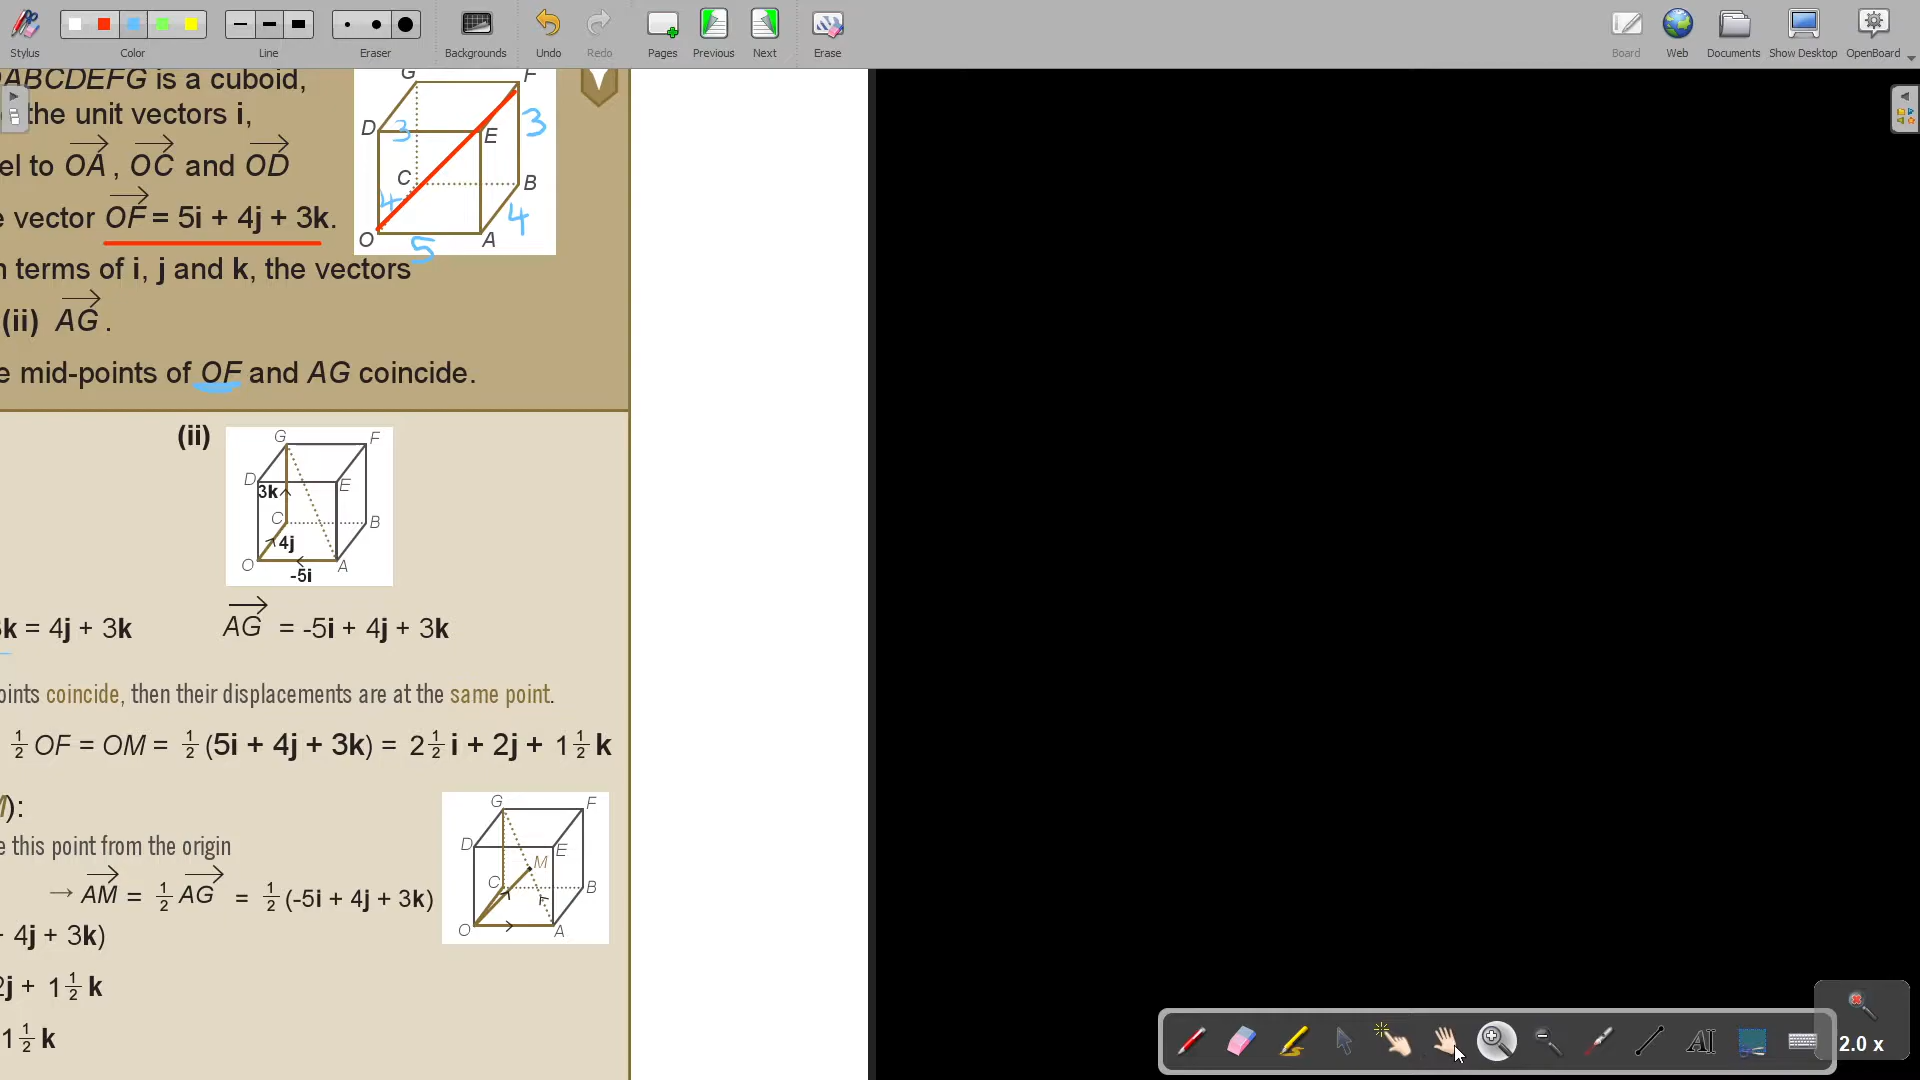 Stylus Color Line Eraser Backgrounds Undo Redo Pages Previous Next Erase Board Web Documents Show Desktop OpenBoard
ABCDEFG is a cuboid,
the unit vectors i,
el to OA, OC and OD
vector OF = 5i + 4j + 3k.
terms of i, j and k, the vectors
(ii) AG.
e mid-points of OF and AG coincide.
G F
D 3 E 3
C B
4 4
O 5 A
(ii)
G F
D E
3k
C B
4j
O A
-5i
k = 4j + 3k AG = -5i + 4j + 3k
oints coincide, then their displacements are at the same point.
1/2 OF = OM = 1/2 (5i + 4j + 3k) = 2 1/2 i + 2j + 1 1/2 k
):
e this point from the origin
→ AM = 1/2 AG = 1/2 (-5i + 4j + 3k)
+ 4j + 3k)
2j + 1 1/2 k
1 1/2 k
G F
D E
M
C B
O A
2.0 x